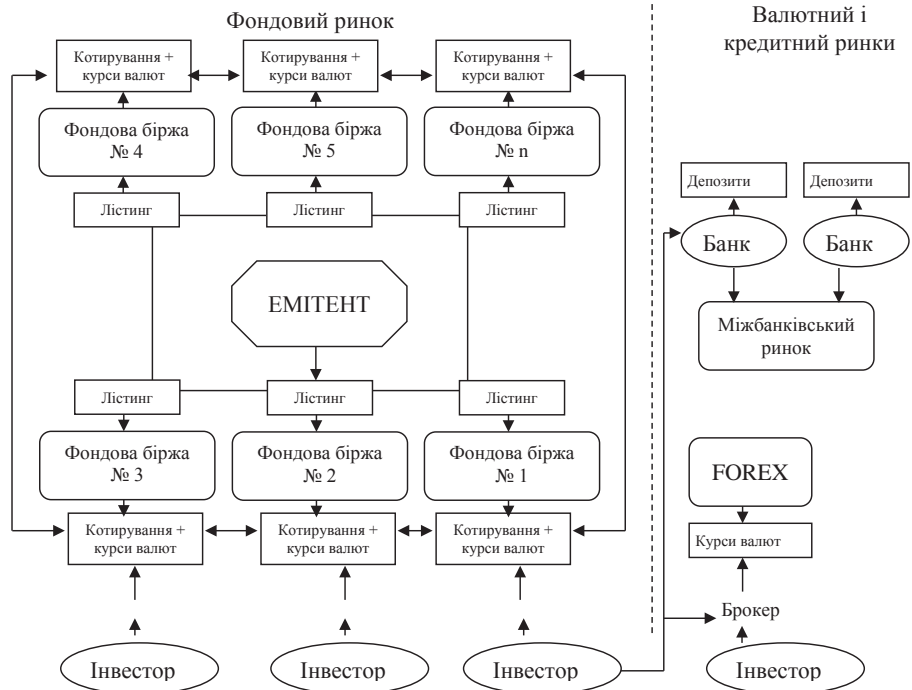 Фондовий ринок
Валютний і
кредитний ринки
Котирування +
курси валют
Котирування +
курси валют
Котирування +
курси валют
Фондова біржа
№ 4
Фондова біржа
№ 5
Фондова біржа
№ n
Лістинг
Лістинг
Лістинг
Депозити
Депозити
Банк
Банк
ЕМІТЕНТ
Міжбанківський
ринок
Лістинг
Лістинг
Лістинг
Фондова біржа
№ 3
Фондова біржа
№ 2
Фондова біржа
№ 1
FOREX
Котирування +
курси валют
Котирування +
курси валют
Котирування +
курси валют
Курси валют
Брокер
Інвестор
Інвестор
Інвестор
Інвестор